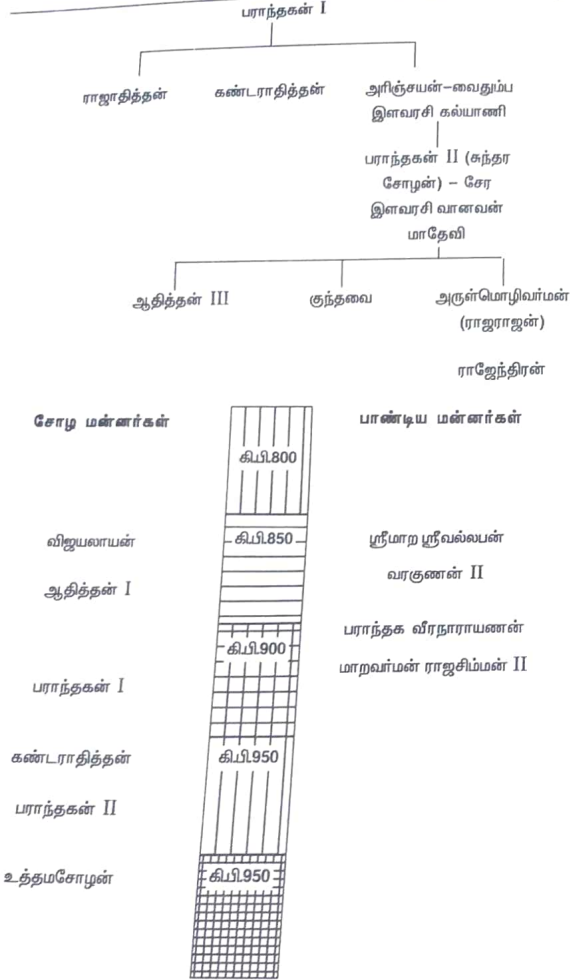 பராந்தகன் I
ராஜாதித்தன் கண்டராதித்தன் அரிஞ்சயன்–வைதும்ப
இளவரசி கல்யாணி
பராந்தகன் II (சுந்தர
சோழன்) – சேர
இளவரசி வானவன்
மாதேவி
ஆதித்தன் III குந்தவை அருள்மொழிவர்மன்
(ராஜராஜன்)
ராஜேந்திரன்
சோழ மன்னர்கள் பாண்டிய மன்னர்கள்
கி.பி.800
விஜயலாயன் கி.பி.850 ஸ்ரீமாற ஸ்ரீவல்லபன்
ஆதித்தன் I வரகுணன் II
பராந்தக வீரநாராயணன்
கி.பி.900
மாறவர்மன் ராஜசிம்மன் II
பராந்தகன் I
கண்டராதித்தன் கி.பி.950
பராந்தகன் II
உத்தமசோழன் கி.பி.950